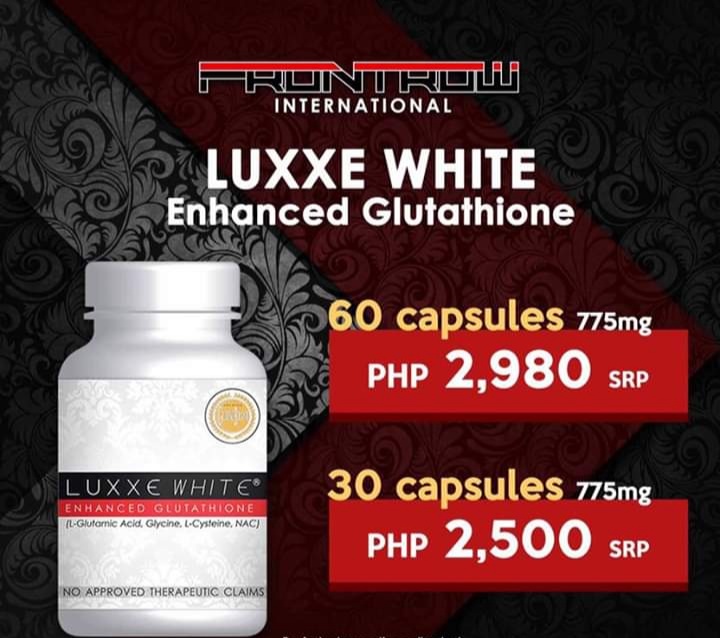 FRONTROW
INTERNATIONAL
LUXXE WHITE
Enhanced Glutathione
60 capsules 775mg
PHP 2,980 SRP
30 capsules 775mg
PHP 2,500 SRP
LUXXE WHITE®
ENHANCED GLUTATHIONE
(L-Glutamic Acid, Glycine, L-Cysteine, NAC)
NO APPROVED THERAPEUTIC CLAIMS